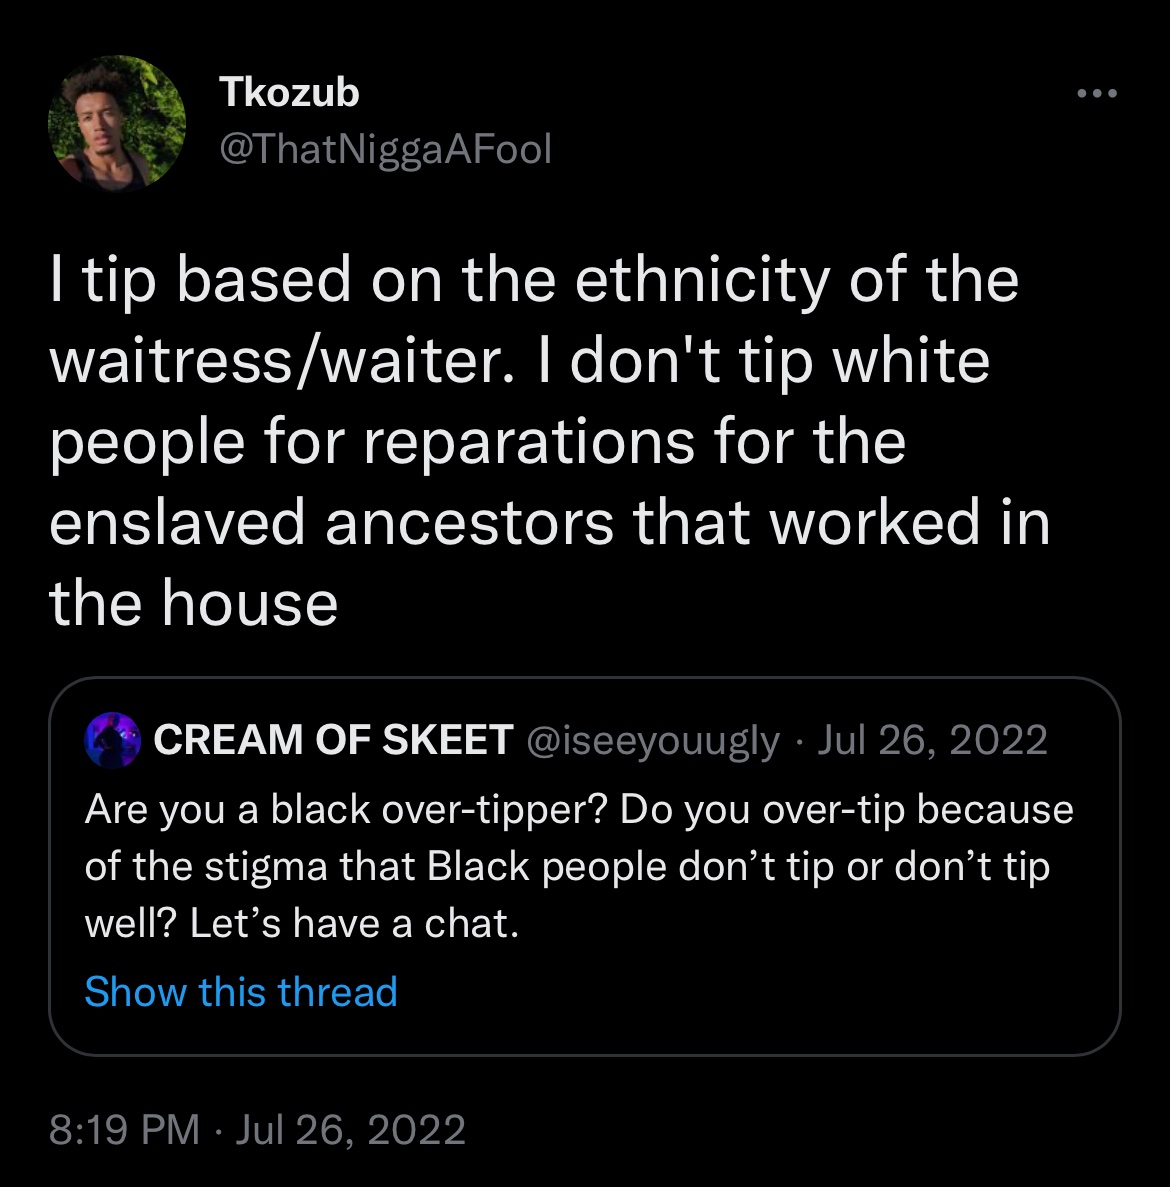 Tkozub
@ThatNiggaAFool
I tip based on the ethnicity of the
waitress/waiter. I don't tip white
people for reparations for the
enslaved ancestors that worked in
the house
CREAM OF SKEET @iseeyouugly · Jul 26, 2022
Are you a black over-tipper? Do you over-tip because
of the stigma that Black people don’t tip or don’t tip
well? Let’s have a chat.
Show this thread
8:19 PM · Jul 26, 2022